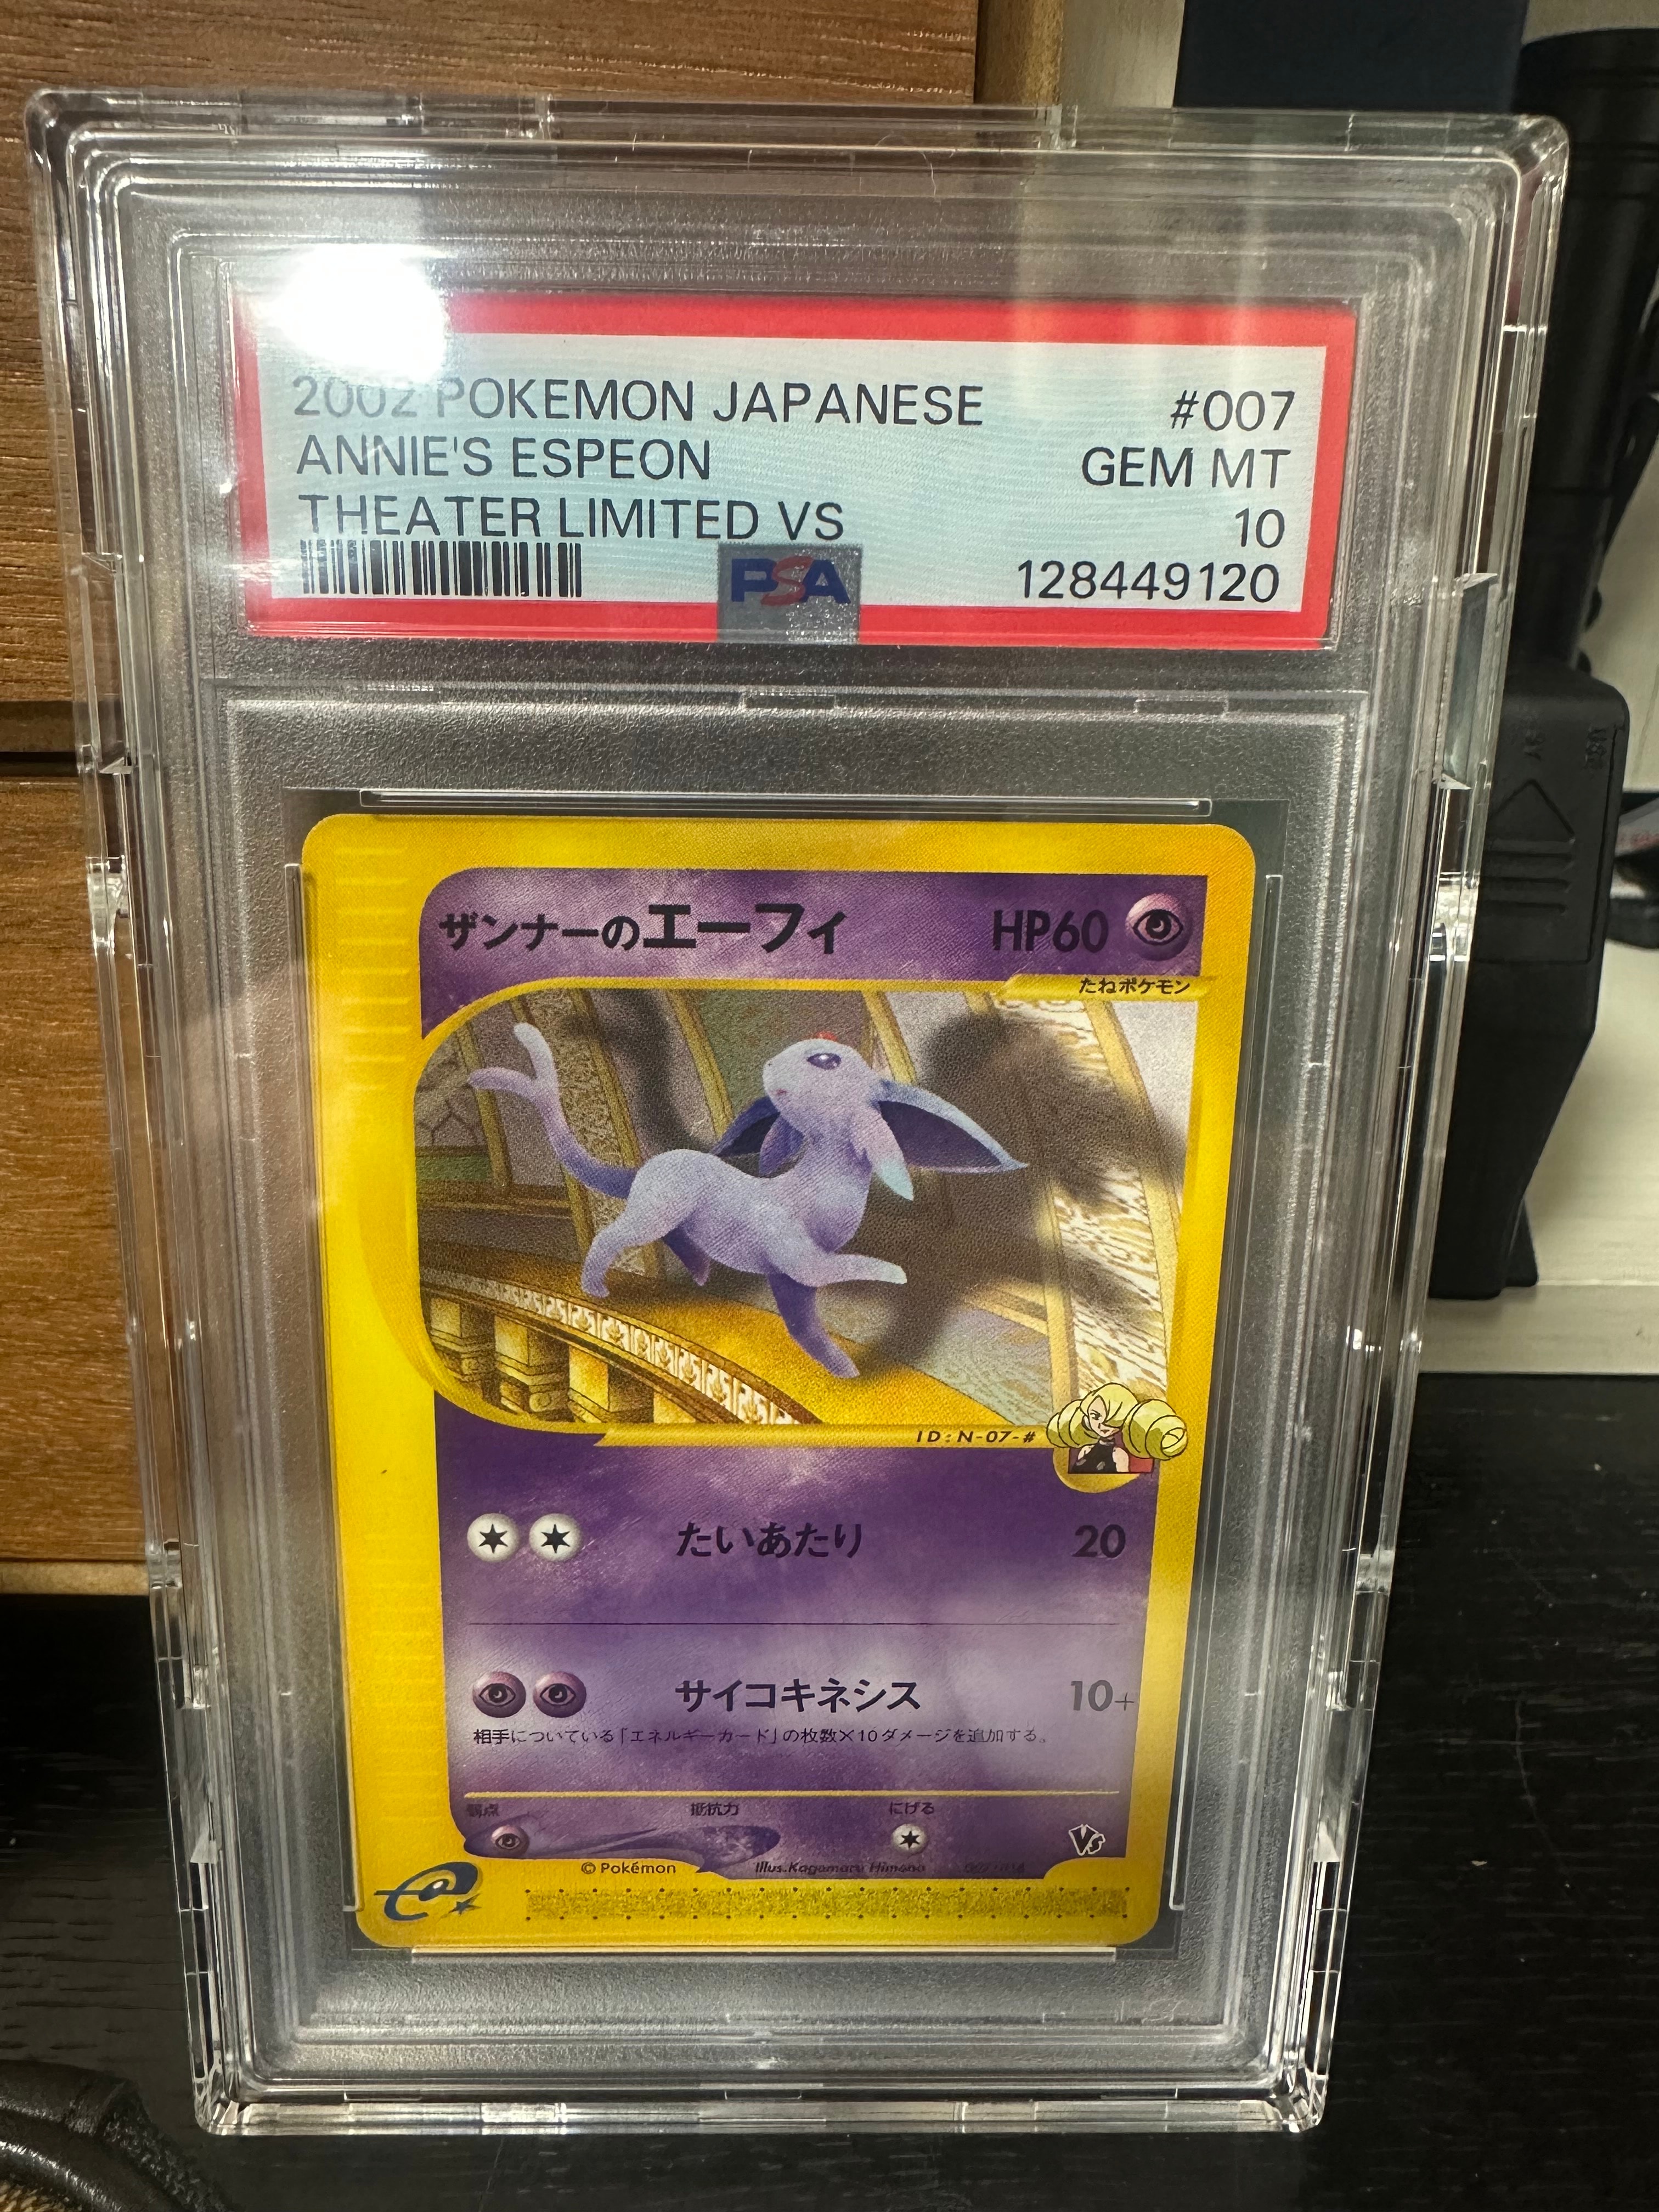 2002 POKEMON JAPANESE #007
ANNIE'S ESPEON GEM MT
THEATER LIMITED VS 10
PSA 128449120
ザンナーのエーフィ HP60
たねポケモン
ID:N-07-#
たいあたり 20
サイコキネシス 10+
相手についている「エネルギーカード」の枚数×10ダメージを追加する。
弱点 抵抗力 にげる
VS
©Pokémon Illus.Kagemaru Himeno
e